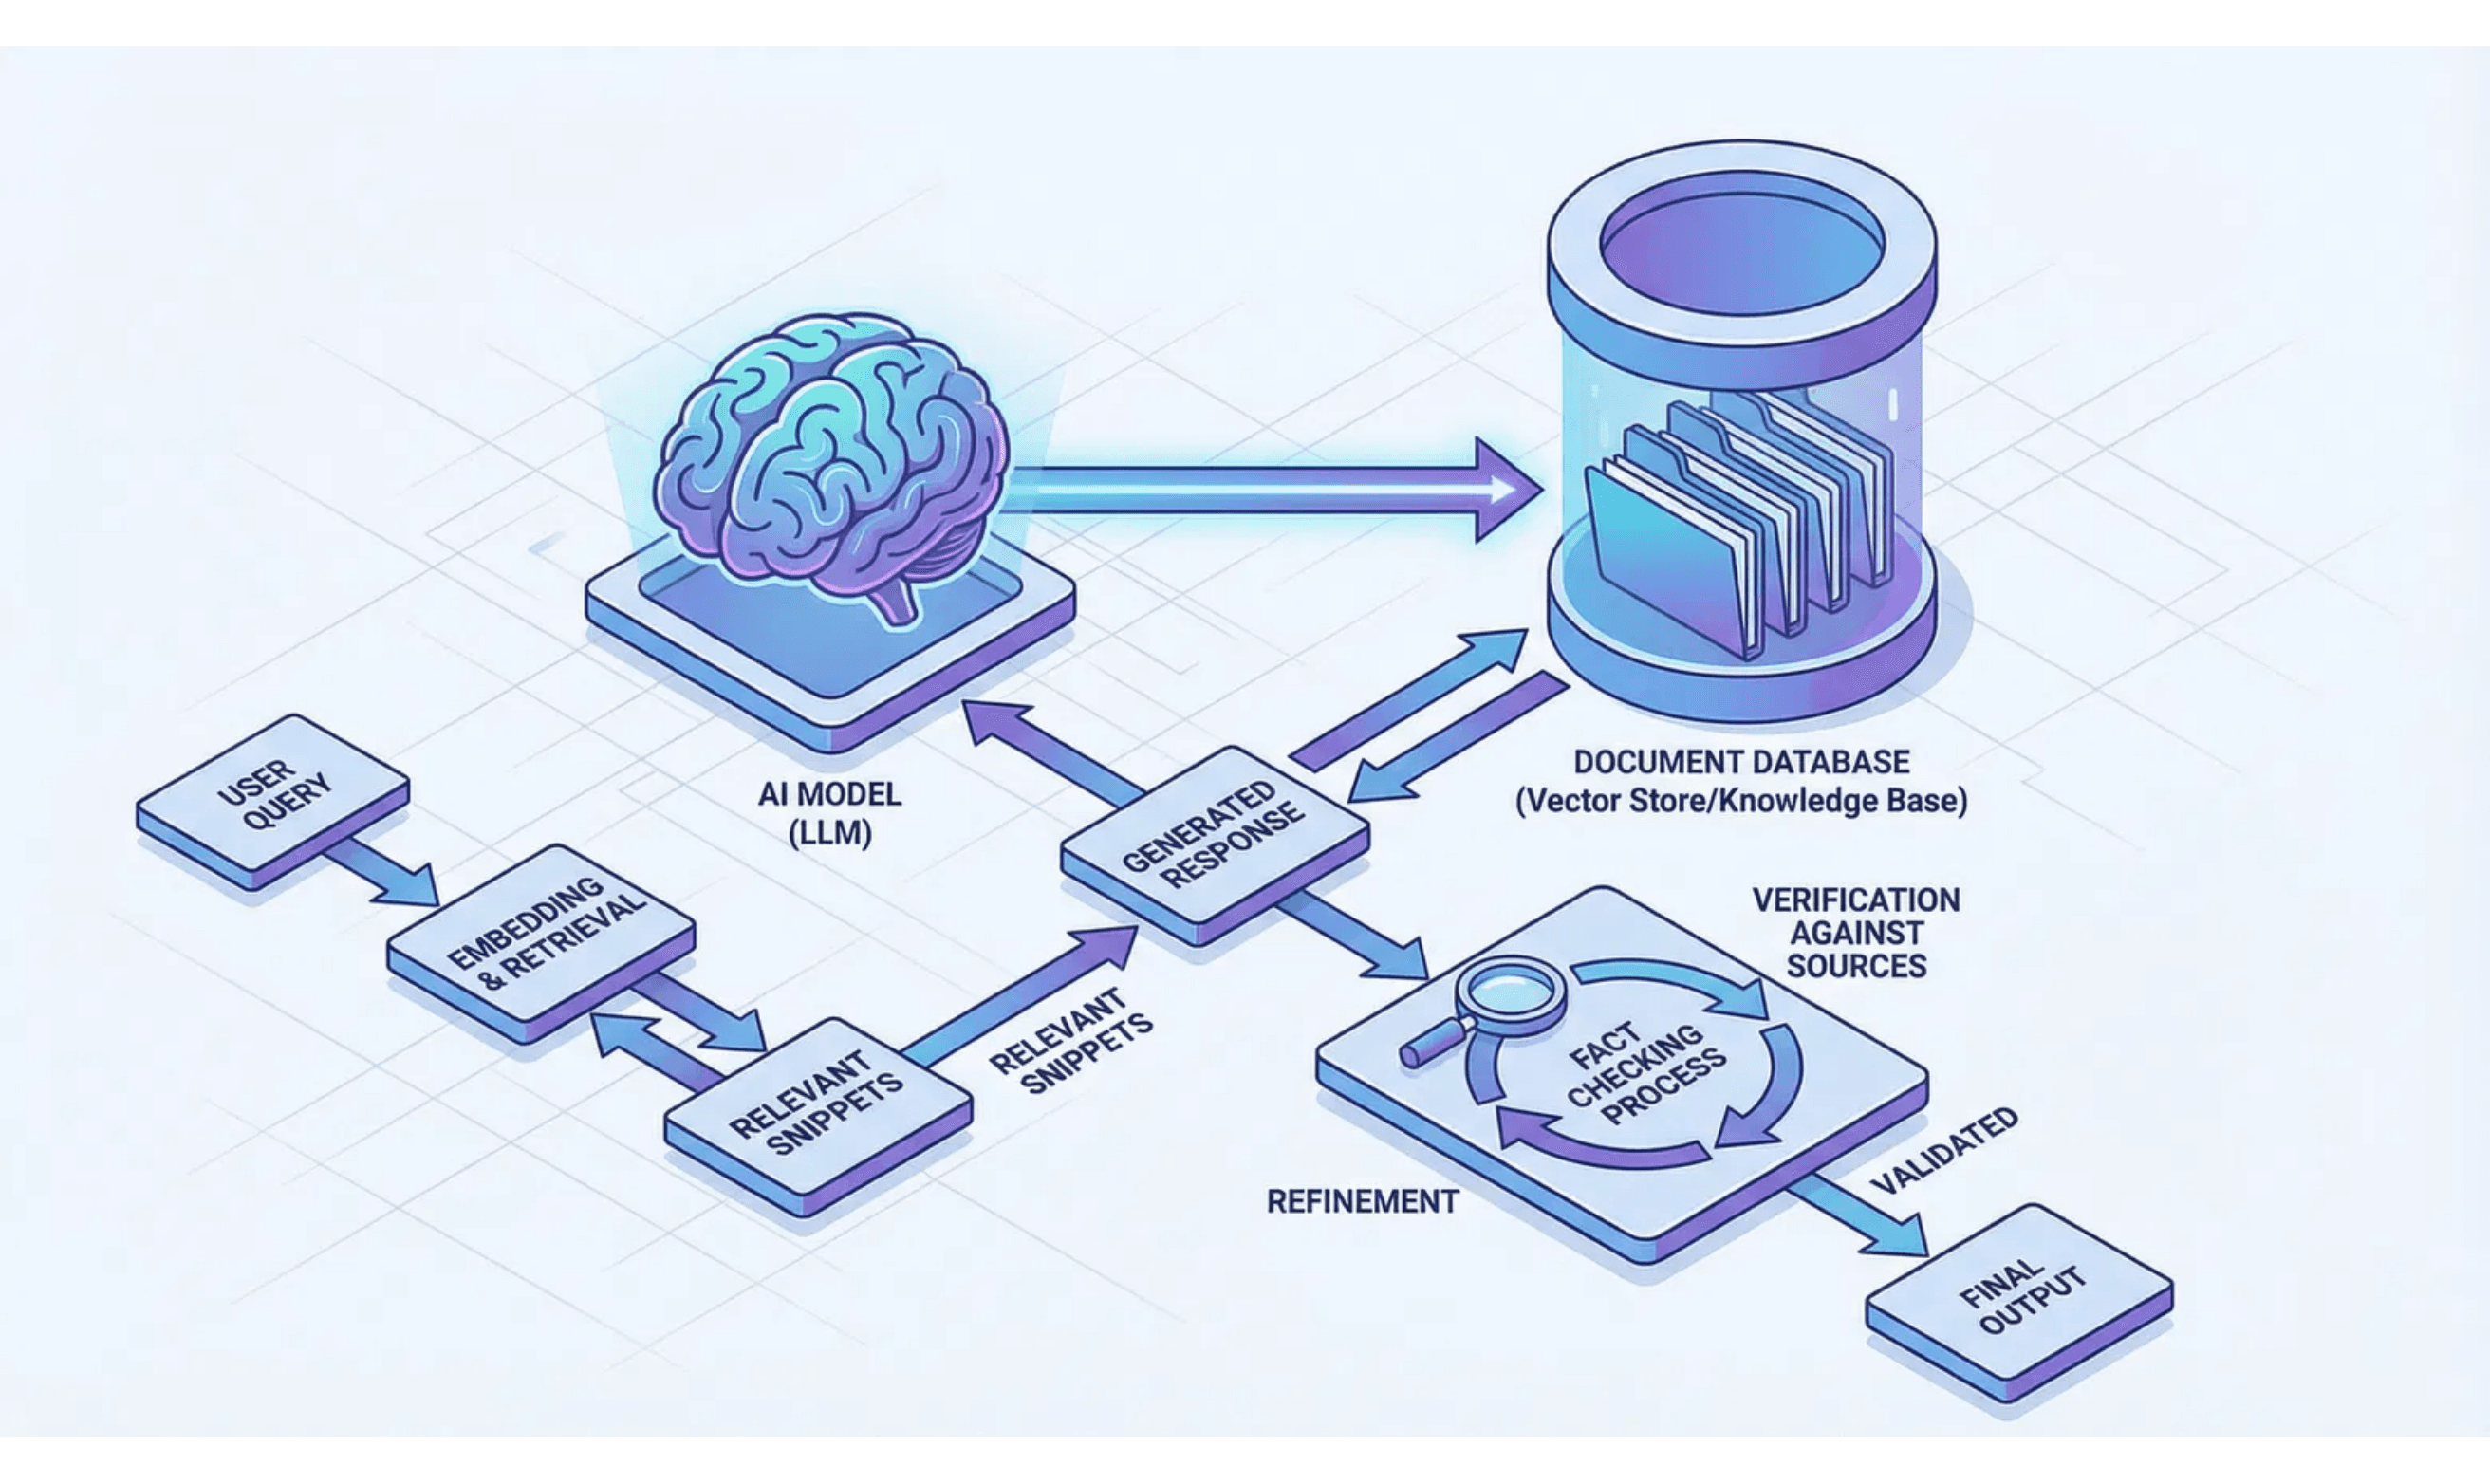 USER
QUERY
EMBEDDING
& RETRIEVAL
RELEVANT
SNIPPETS
RELEVANT
SNIPPETS
AI MODEL
(LLM)
GENERATED
RESPONSE
DOCUMENT DATABASE
(Vector Store/Knowledge Base)
VERIFICATION
AGAINST
SOURCES
FACT
CHECKING
PROCESS
REFINEMENT
VALIDATED
FINAL
OUTPUT